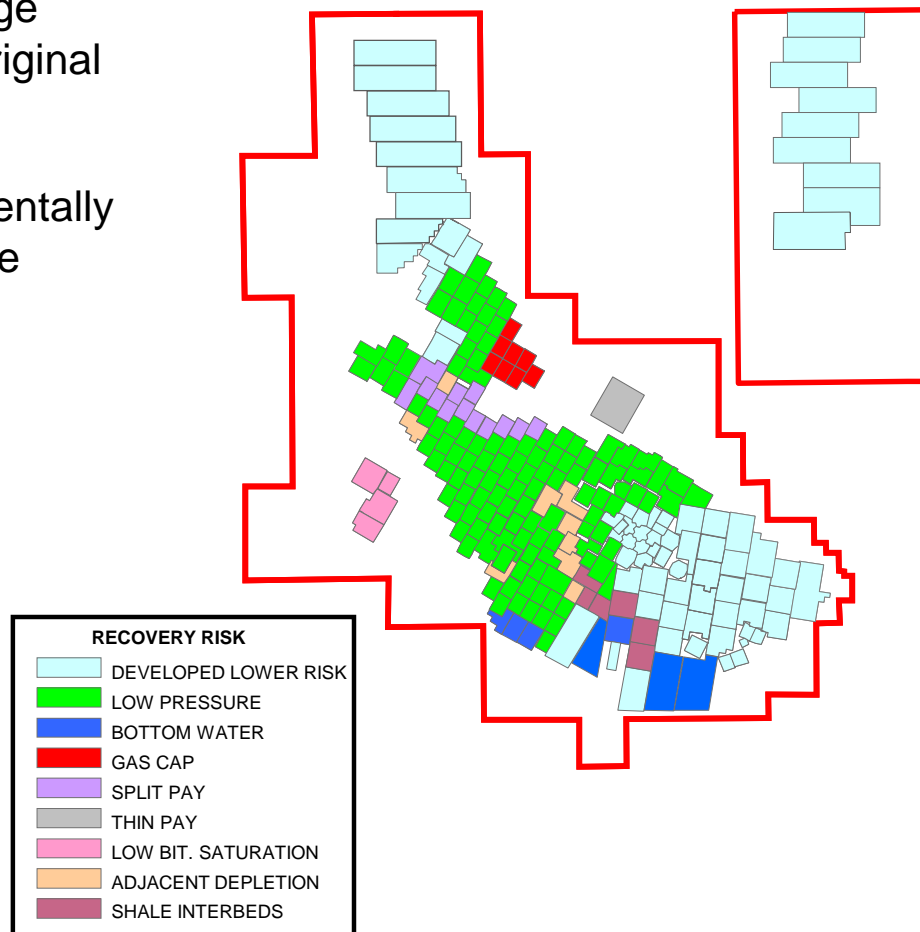 ge
riginal
entally
e
RECOVERY RISK
DEVELOPED LOWER RISK
LOW PRESSURE
BOTTOM WATER
GAS CAP
SPLIT PAY
THIN PAY
LOW BIT. SATURATION
ADJACENT DEPLETION
SHALE INTERBEDS